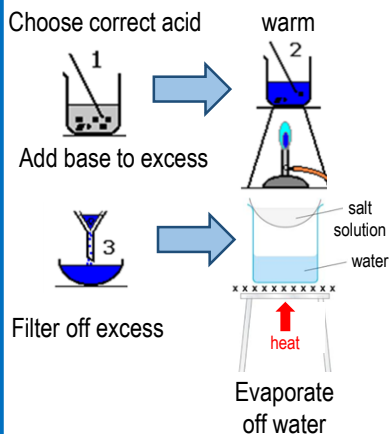 Choose correct acid
warm
1
2
Add base to excess
3
salt
solution
water
x x x x x x x x x x x
heat
Filter off excess
Evaporate
off water